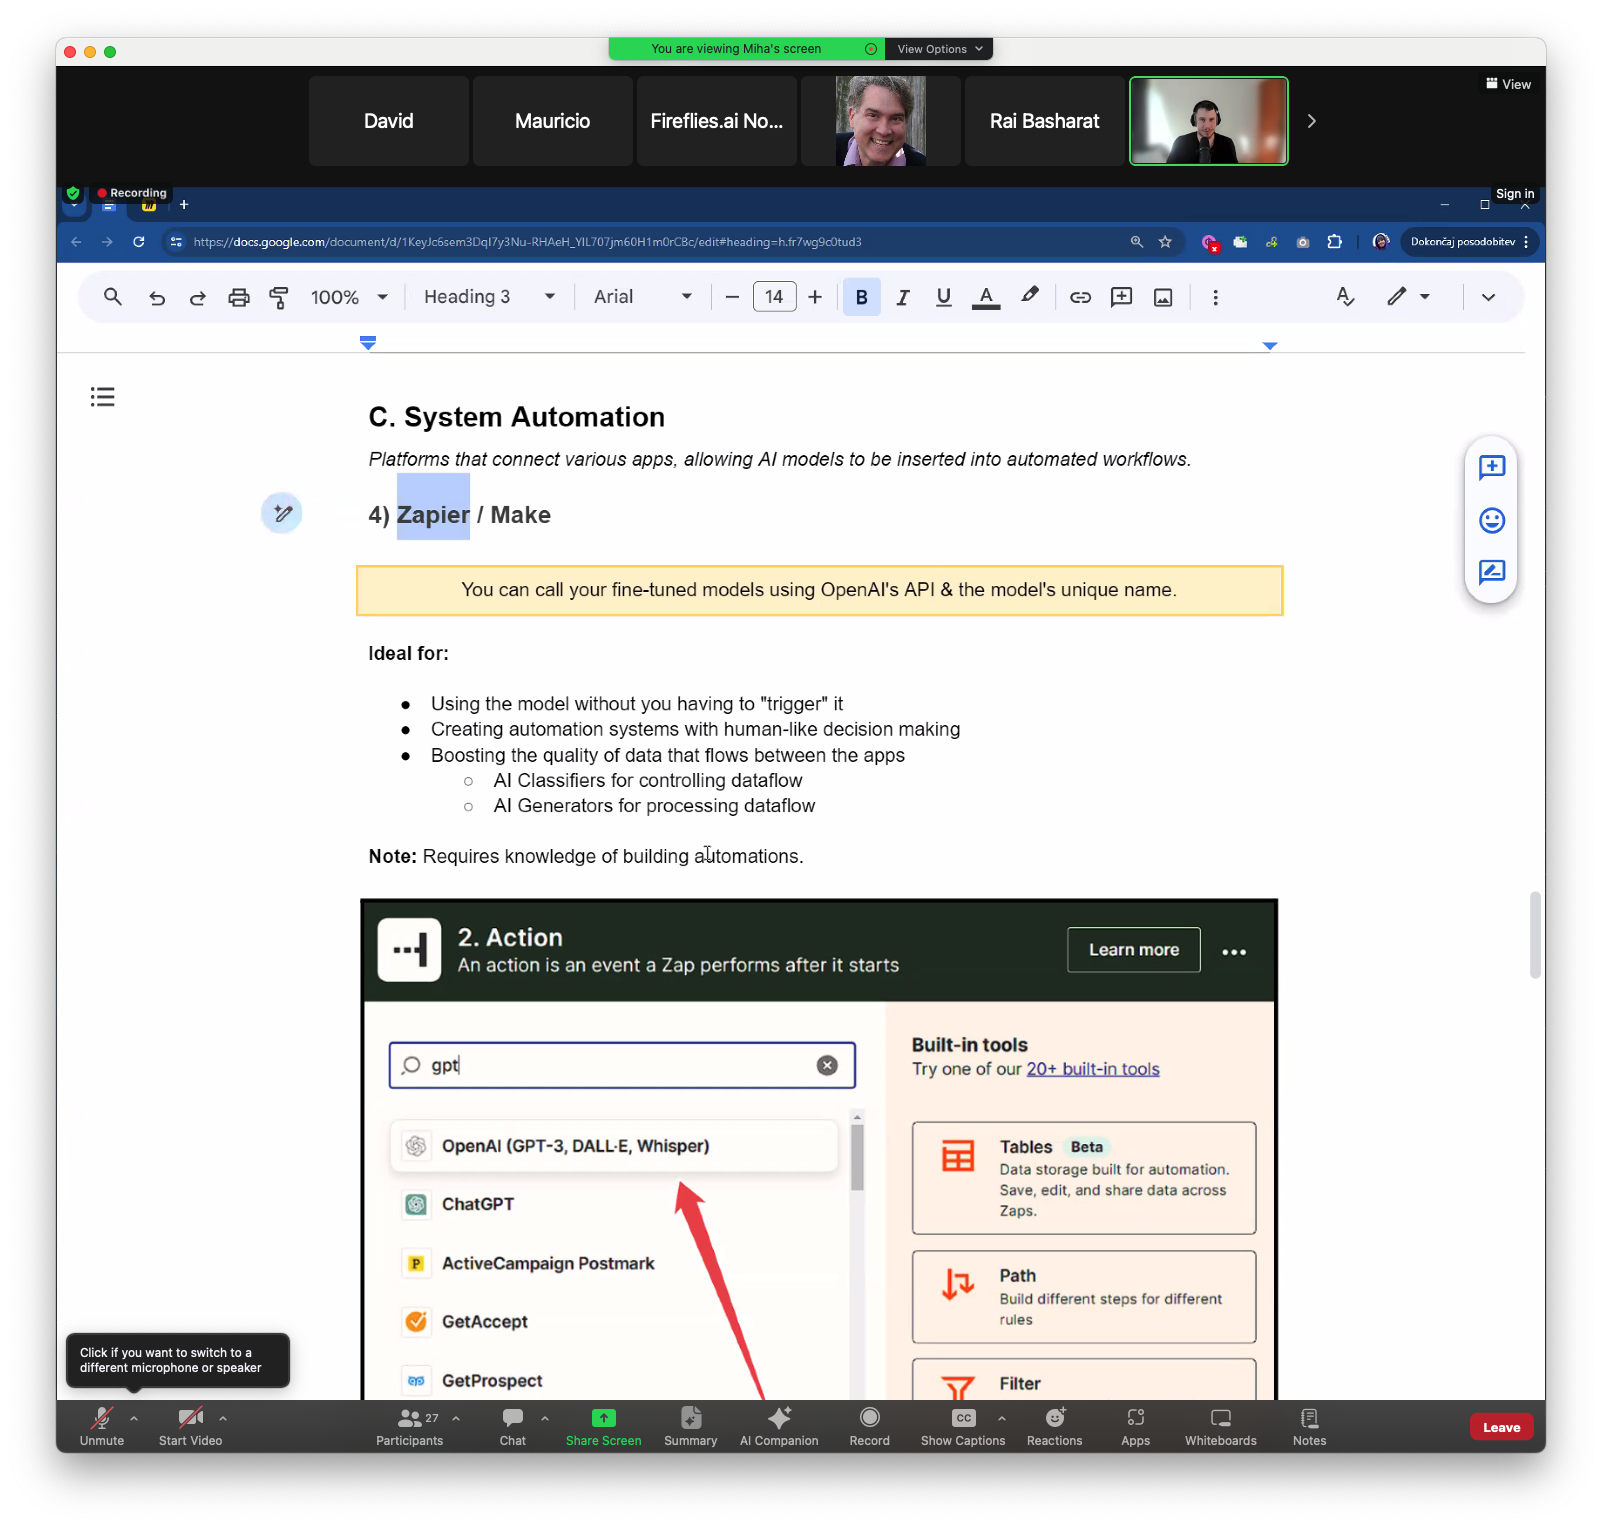 You are viewing Miha's screen
View Options
View
David
Mauricio
Fireflies.ai No...
Rai Basharat
Recording
Sign in
https://docs.google.com/document/d/1KeyJc6sem3DqI7y3Nu-RHAeH_YIL707jm60H1m0rC8c/edit#heading=h.fr7wg9c0tud3
Dokončaj posodobitev
100%
Heading 3
Arial
14
B
I
U
A
C. System Automation
Platforms that connect various apps, allowing AI models to be inserted into automated workflows.
4) Zapier / Make
You can call your fine-tuned models using OpenAI's API & the model's unique name.
Ideal for:
● Using the model without you having to "trigger" it
● Creating automation systems with human-like decision making
● Boosting the quality of data that flows between the apps
○ AI Classifiers for controlling dataflow
○ AI Generators for processing dataflow
Note: Requires knowledge of building automations.
2. Action
An action is an event a Zap performs after it starts
Learn more
gpt
OpenAI (GPT-3, DALL·E, Whisper)
ChatGPT
ActiveCampaign Postmark
GetAccept
GetProspect
Built-in tools
Try one of our 20+ built-in tools
Tables Beta
Data storage built for automation.
Save, edit, and share data across
Zaps.
Path
Build different steps for different
rules
Filter
Click if you want to switch to a
different microphone or speaker
Unmute
Start Video
27
Participants
Chat
Share Screen
Summary
AI Companion
Record
CC
Show Captions
Reactions
Apps
Whiteboards
Notes
Leave